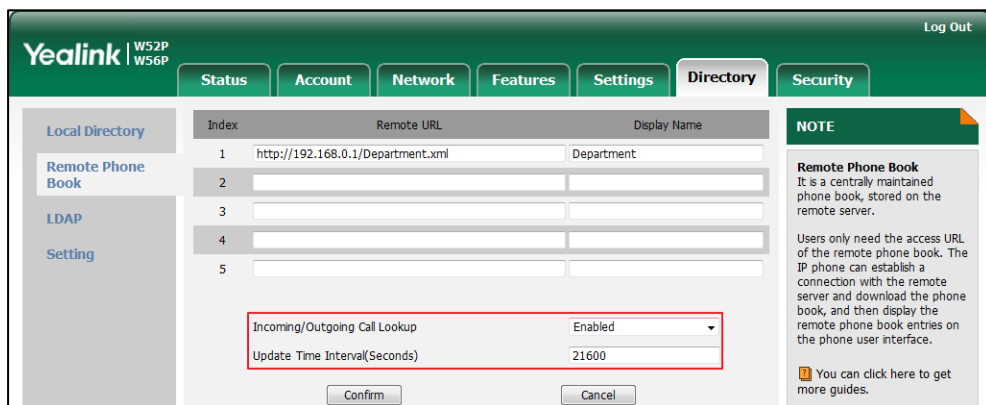 Log Out
Yealink W52P W56P
Status Account Network Features Settings Directory Security
Local Directory
Remote Phone Book
LDAP
Setting
Index Remote URL Display Name
1 http://192.168.0.1/Department.xml Department
2
3
4
5
Incoming/Outgoing Call Lookup Enabled
Update Time Interval(Seconds) 21600
Confirm Cancel
NOTE
Remote Phone Book
It is a centrally maintained
phone book, stored on the
remote server.
Users only need the access URL
of the remote phone book. The
IP phone can establish a
connection with the remote
server and download the phone
book, and then display the
remote phone book entries on
the phone user interface.
You can click here to get
more guides.